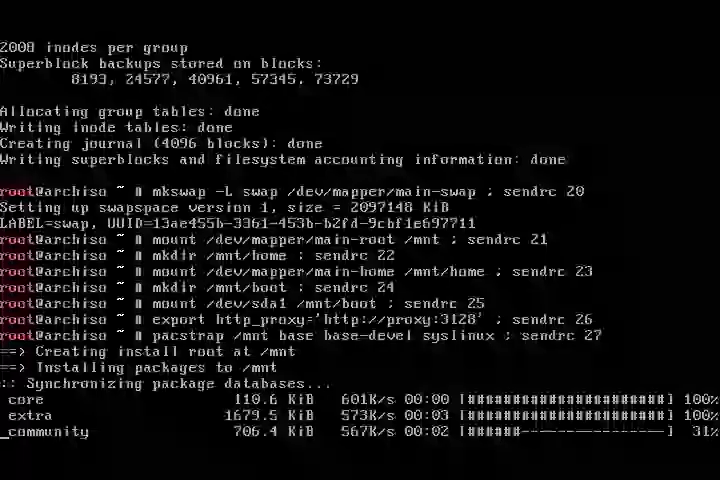 2008 inodes per group
Superblock backups stored on blocks:
8193, 24577, 40961, 57345, 73729
Allocating group tables: done
Writing inode tables: done
Creating journal (4096 blocks): done
Writing superblocks and filesystem accounting information: done
root@archiso ~ # mkswap -L swap /dev/mapper/main-swap ; sendrc 20
Setting up swapspace version 1, size = 2097148 KiB
LABEL=swap, UUID=13ae455b-3361-453b-b2fd-9cbf1e697711
root@archiso ~ # mount /dev/mapper/main-root /mnt ; sendrc 21
root@archiso ~ # mkdir /mnt/home ; sendrc 22
root@archiso ~ # mount /dev/mapper/main-home /mnt/home ; sendrc 23
root@archiso ~ # mkdir /mnt/boot ; sendrc 24
root@archiso ~ # mount /dev/sda1 /mnt/boot ; sendrc 25
root@archiso ~ # export http_proxy='http://proxy:3128' ; sendrc 26
root@archiso ~ # pacstrap /mnt base base-devel syslinux ; sendrc 27
==> Creating install root at /mnt
==> Installing packages to /mnt
:: Synchronizing package databases...
core 110.6 KiB 601K/s 00:00 [######################] 100%
extra 1679.5 KiB 573K/s 00:03 [######################] 100%
_community 706.4 KiB 567K/s 00:02 [######----------------] 31%